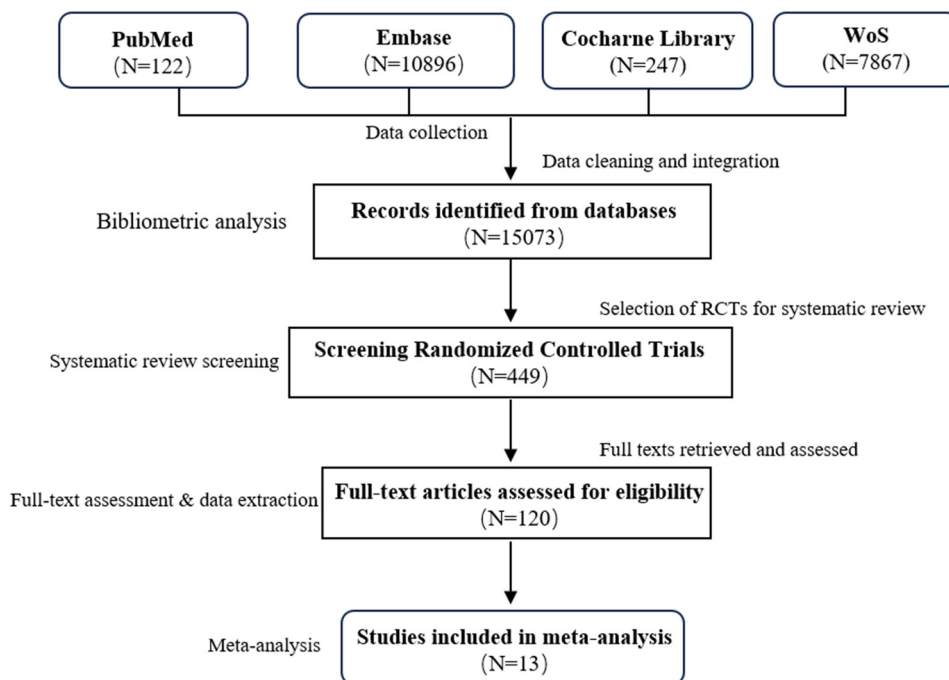 PubMed
(N=122)
Embase
(N=10896)
Cocharne Library
(N=247)
WoS
(N=7867)
Data collection
Data cleaning and integration
Bibliometric analysis
Records identified from databases
(N=15073)
Selection of RCTs for systematic review
Systematic review screening
Screening Randomized Controlled Trials
(N=449)
Full texts retrieved and assessed
Full-text assessment & data extraction
Full-text articles assessed for eligibility
(N=120)
Meta-analysis
Studies included in meta-analysis
(N=13)